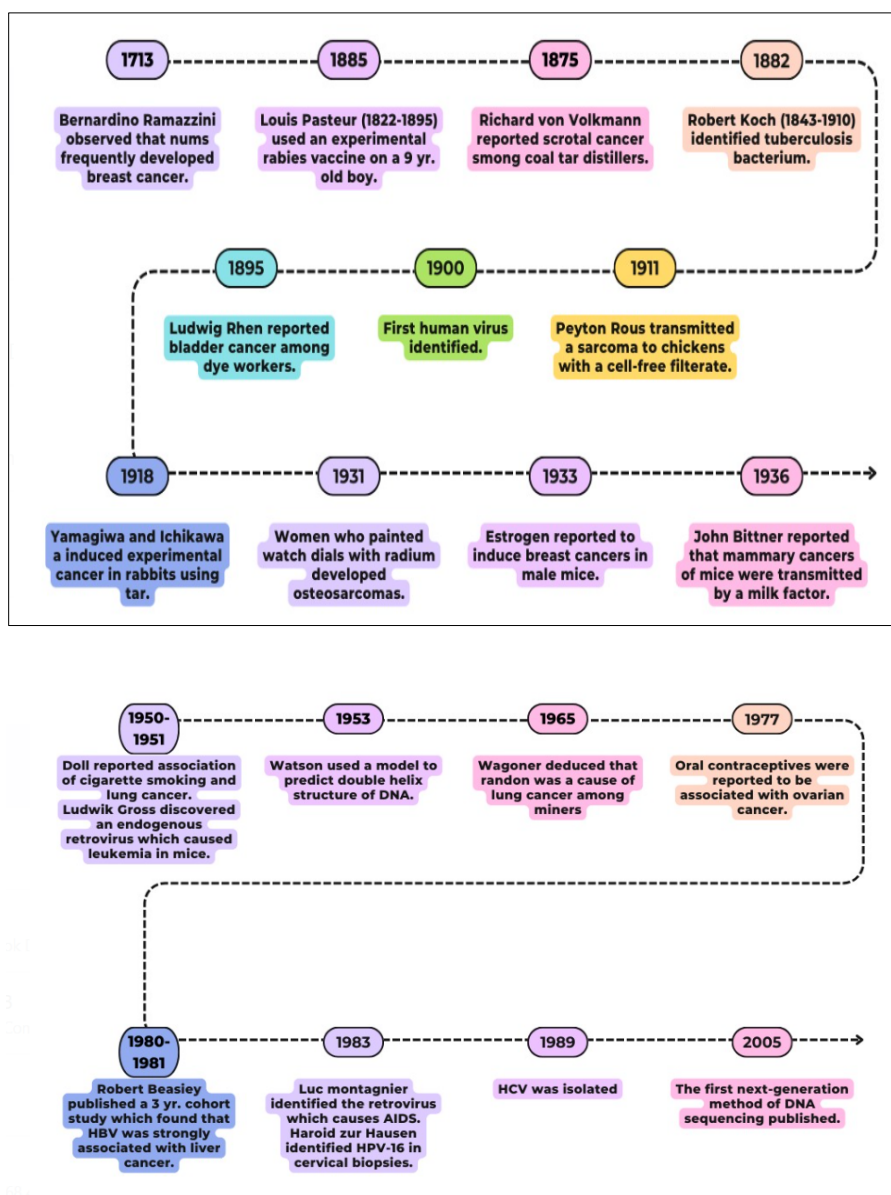 1713
Bernardino Ramazzini
observed that nums
frequently developed
breast cancer.
1885
Louis Pasteur (1822-1895)
used an experimental
rabies vaccine on a 9 yr.
old boy.
1875
Richard von Volkmann
reported scrotal cancer
smong coal tar distillers.
1882
Robert Koch (1843-1910)
identified tuberculosis
bacterium.
1895
Ludwig Rhen reported
bladder cancer among
dye workers.
1900
First human virus
identified.
1911
Peyton Rous transmitted
a sarcoma to chickens
with a cell-free filterate.
1918
Yamagiwa and Ichikawa
a induced experimental
cancer in rabbits using
tar.
1931
Women who painted
watch dials with radium
developed
osteosarcomas.
1933
Estrogen reported to
induce breast cancers in
male mice.
1936
John Bittner reported
that mammary cancers
of mice were transmitted
by a milk factor.
1950-
1951
Doll reported association
of cigarette smoking and
lung cancer.
Ludwik Gross discovered
an endogenous
retrovirus which caused
leukemia in mice.
1953
Watson used a model to
predict double helix
structure of DNA.
1965
Wagoner deduced that
randon was a cause of
lung cancer among
miners
1977
Oral contraceptives were
reported to be
associated with ovarian
cancer.
1980-
1981
Robert Beasiey
published a 3 yr. cohort
study which found that
HBV was strongly
associated with liver
cancer.
1983
Luc montagnier
identified the retrovirus
which causes AIDS.
Haroid zur Hausen
identified HPV-16 in
cervical biopsies.
1989
HCV was isolated
2005
The first next-generation
method of DNA
sequencing published.